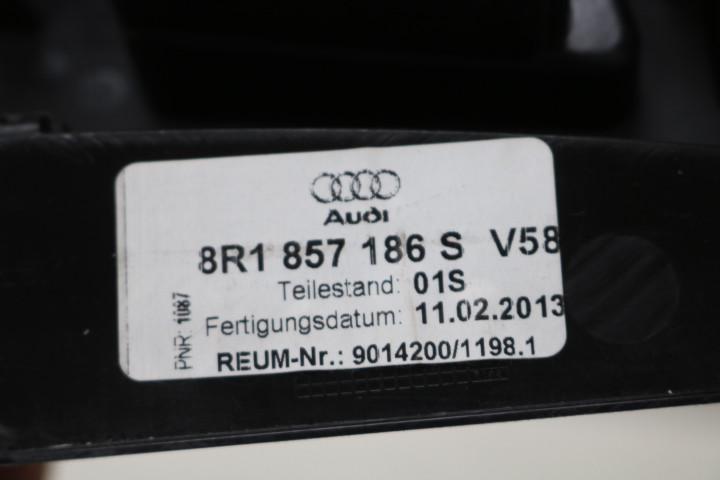 Audi
8R1 857 186 S V58
Teilestand: 01S
Fertigungsdatum: 11.02.2013
REUM-Nr.: 9014200/1198.1
PNR: 1087